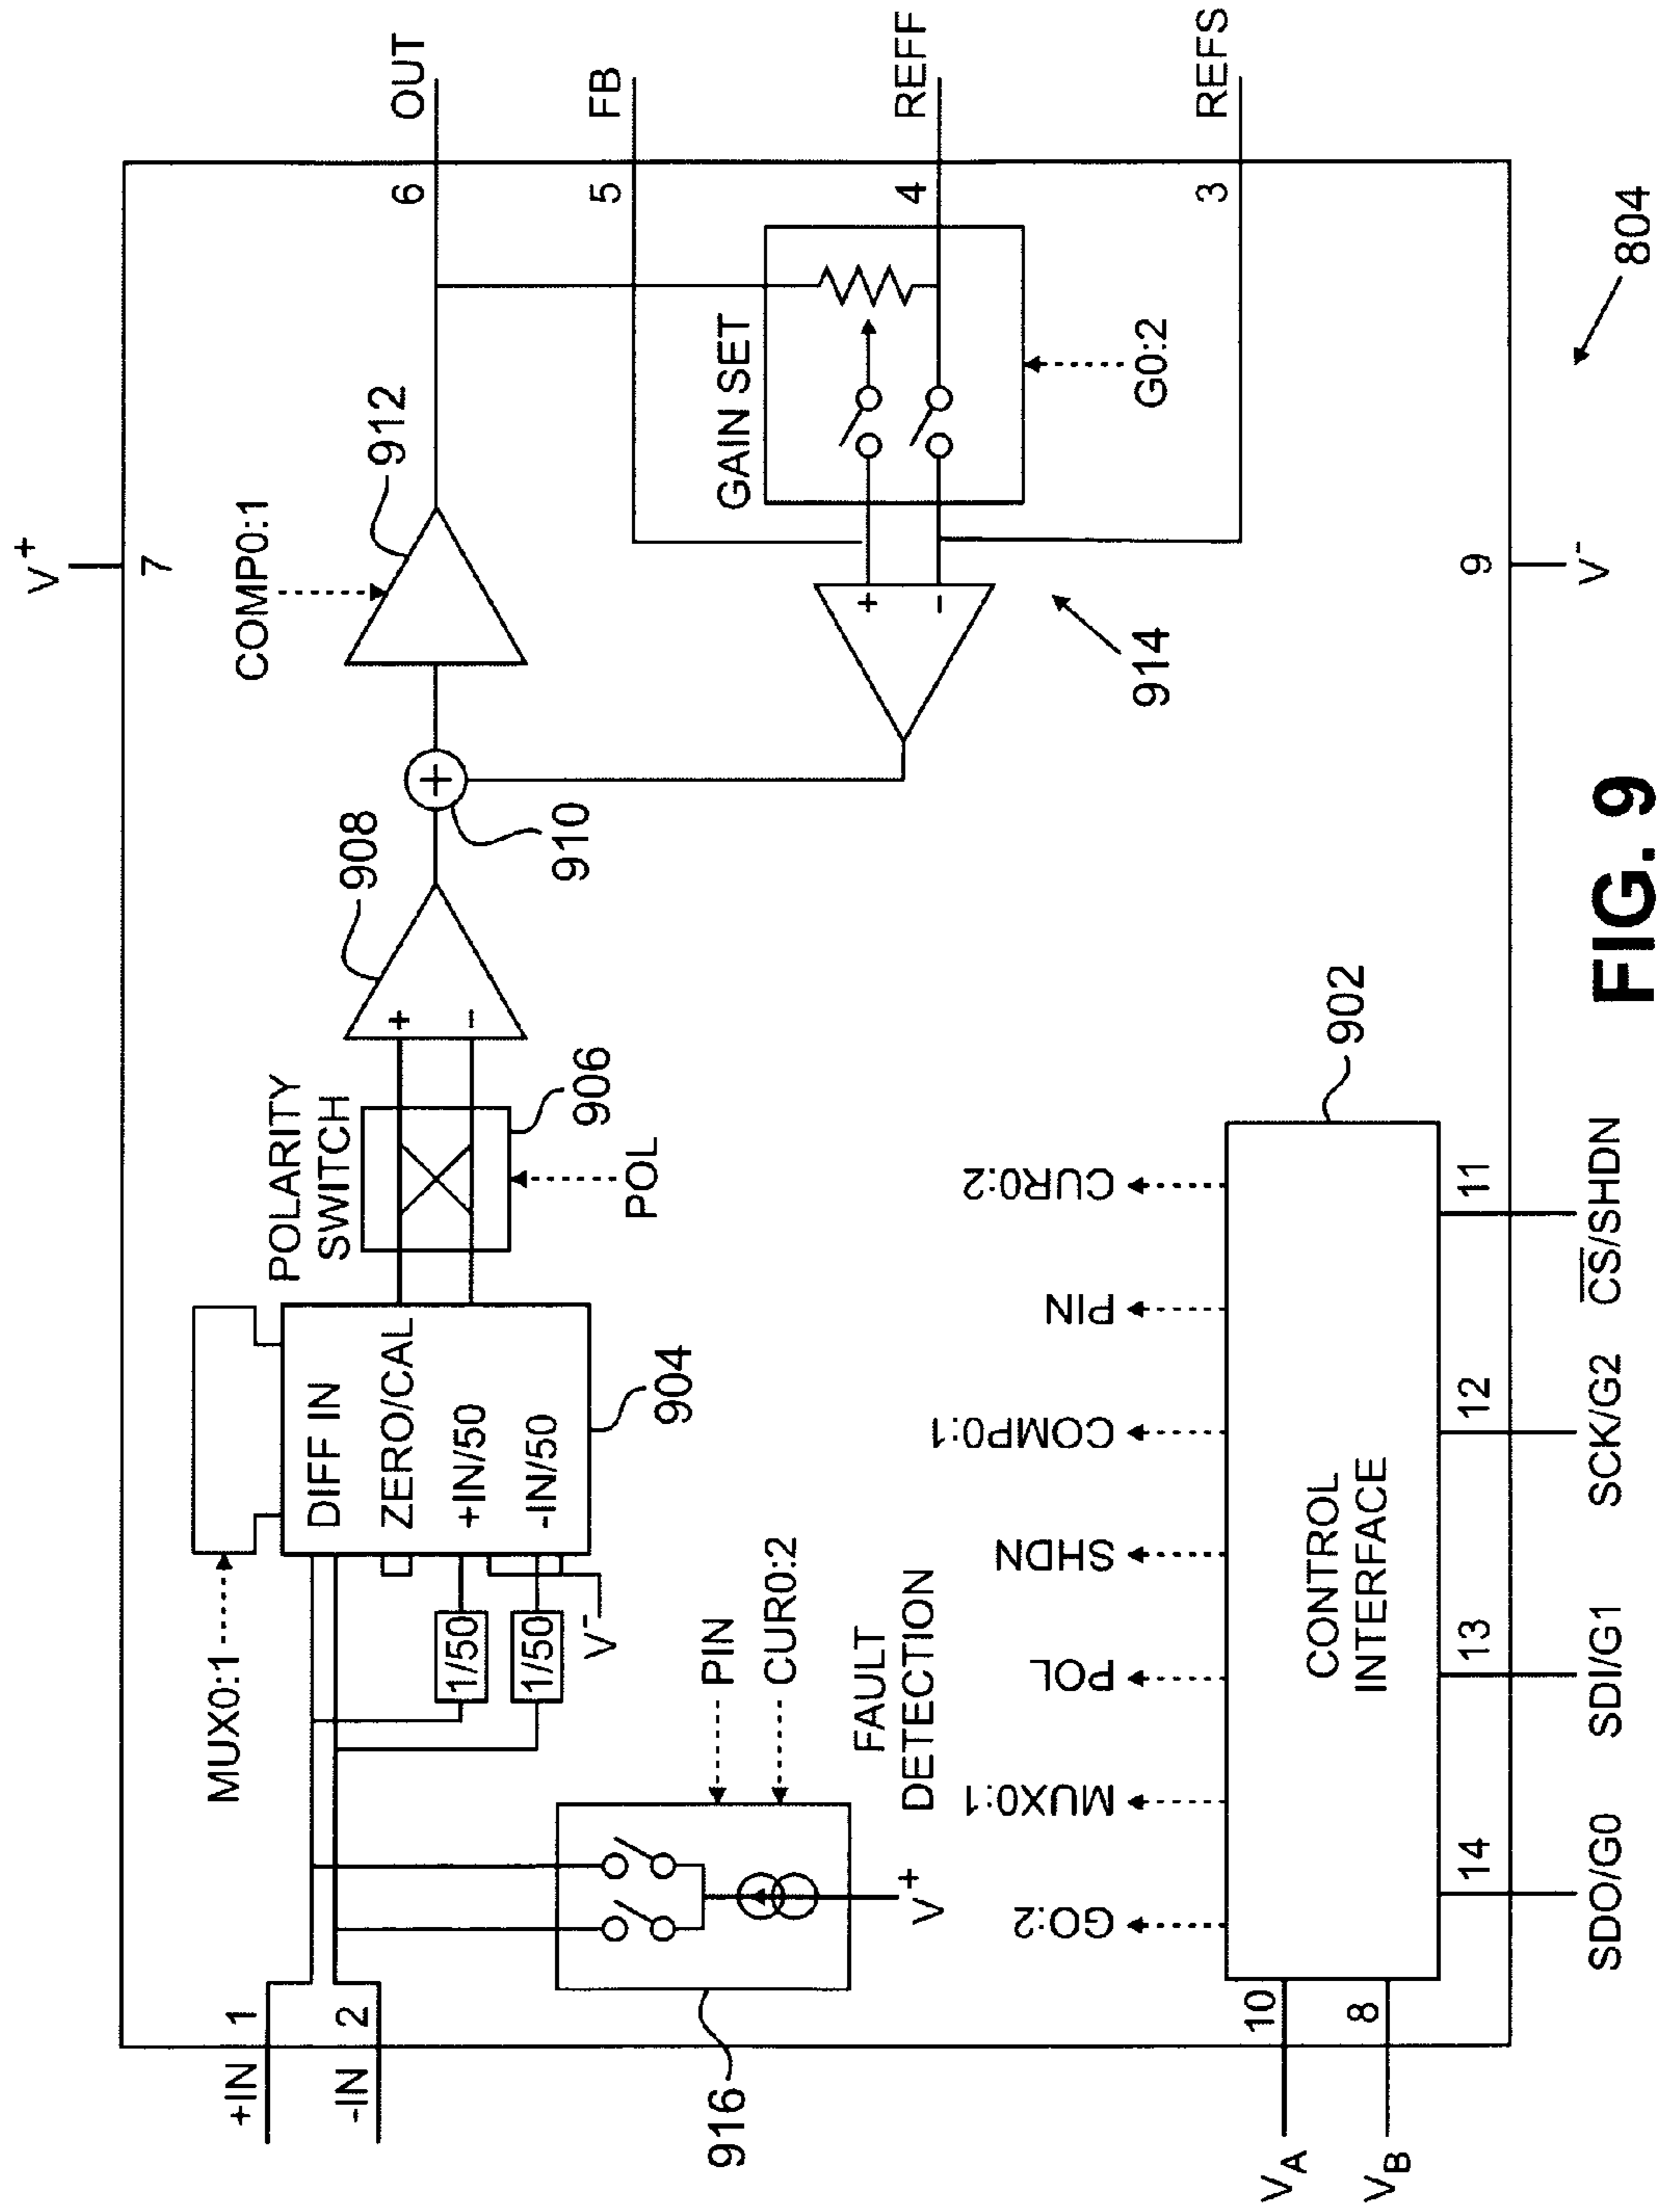 V+
7
COMP0:1
912
OUT
6
MUX0:1
POLARITY
SWITCH
908
+
-
906
POL
910
+
+IN
1
-IN
2
DIFF IN
ZERO/CAL
+IN/50
-IN/50
904
1/50
1/50
V-
FB
5
GAIN SET
REFF
4
+
-
G0:2
914
REFS
3
PIN
CUR0:2
FAULT
DETECTION
V+
916
GO:2
MUX0:1
POL
SHDN
COMP0:1
PIN
CUR0:2
902
CONTROL
INTERFACE
VA
10
VB
8
14
13
12
11
9
SDO/G0
SDI/G1
SCK/G2
C̅S̅/SHDN
V-
804
FIG. 9